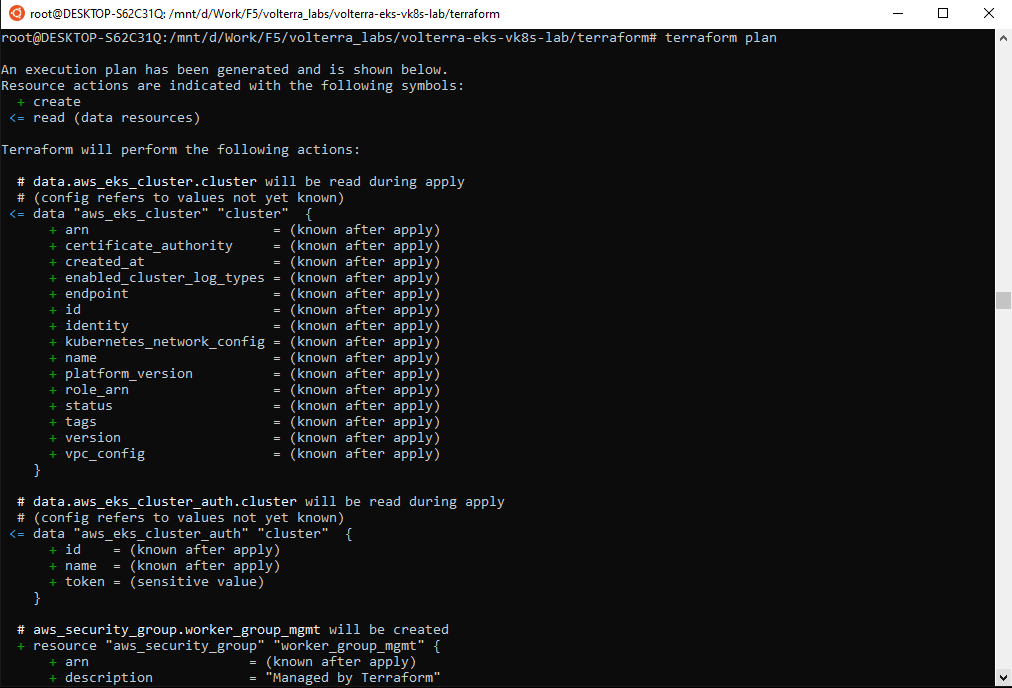 root@DESKTOP-S62C31Q: /mnt/d/Work/F5/volterra_labs/volterra-eks-vk8s-lab/terraform
root@DESKTOP-S62C31Q:/mnt/d/Work/F5/volterra_labs/volterra-eks-vk8s-lab/terraform# terraform plan

An execution plan has been generated and is shown below.
Resource actions are indicated with the following symbols:
  + create
 <= read (data resources)

Terraform will perform the following actions:

  # data.aws_eks_cluster.cluster will be read during apply
  # (config refers to values not yet known)
 <= data "aws_eks_cluster" "cluster"  {
      + arn                       = (known after apply)
      + certificate_authority     = (known after apply)
      + created_at                = (known after apply)
      + enabled_cluster_log_types = (known after apply)
      + endpoint                  = (known after apply)
      + id                        = (known after apply)
      + identity                  = (known after apply)
      + kubernetes_network_config = (known after apply)
      + name                      = (known after apply)
      + platform_version          = (known after apply)
      + role_arn                  = (known after apply)
      + status                    = (known after apply)
      + tags                      = (known after apply)
      + version                   = (known after apply)
      + vpc_config                = (known after apply)
    }

  # data.aws_eks_cluster_auth.cluster will be read during apply
  # (config refers to values not yet known)
 <= data "aws_eks_cluster_auth" "cluster"  {
      + id    = (known after apply)
      + name  = (known after apply)
      + token = (sensitive value)
    }

  # aws_security_group.worker_group_mgmt will be created
  + resource "aws_security_group" "worker_group_mgmt" {
      + arn                    = (known after apply)
      + description            = "Managed by Terraform"